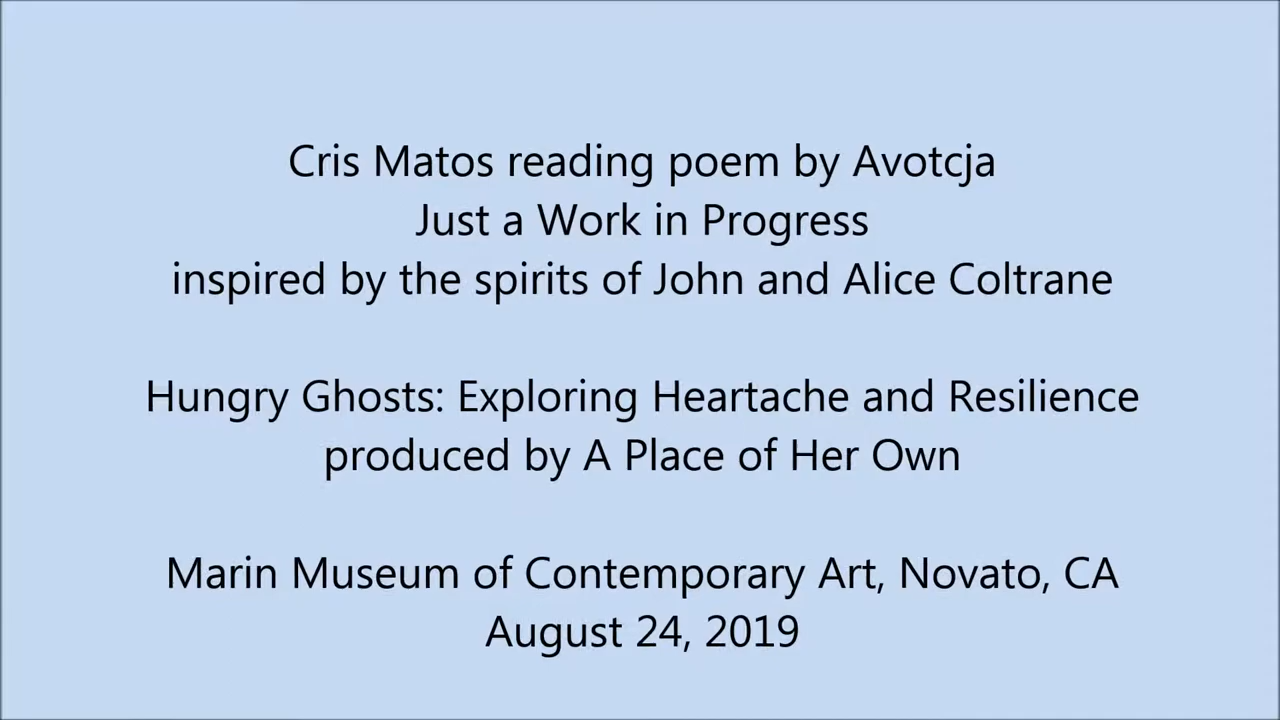 Cris Matos reading poem by Avotcja
Just a Work in Progress
inspired by the spirits of John and Alice Coltrane
Hungry Ghosts: Exploring Heartache and Resilience
produced by A Place of Her Own
Marin Museum of Contemporary Art, Novato, CA
August 24, 2019